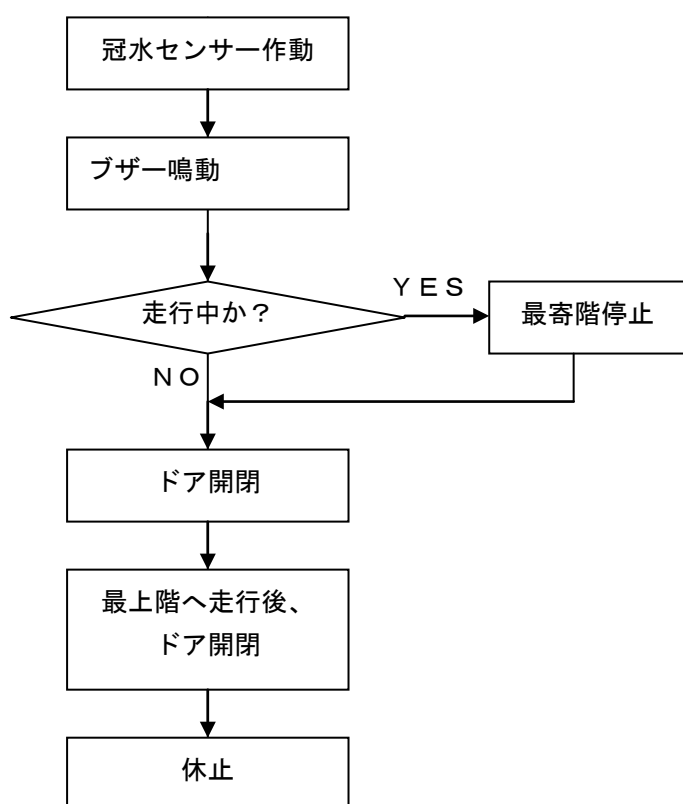 冠水センサー作動
ブザー鳴動
走行中か?
ＹＥＳ
最寄階停止
ＮＯ
ドア開閉
最上階へ走行後、
ドア開閉
休止